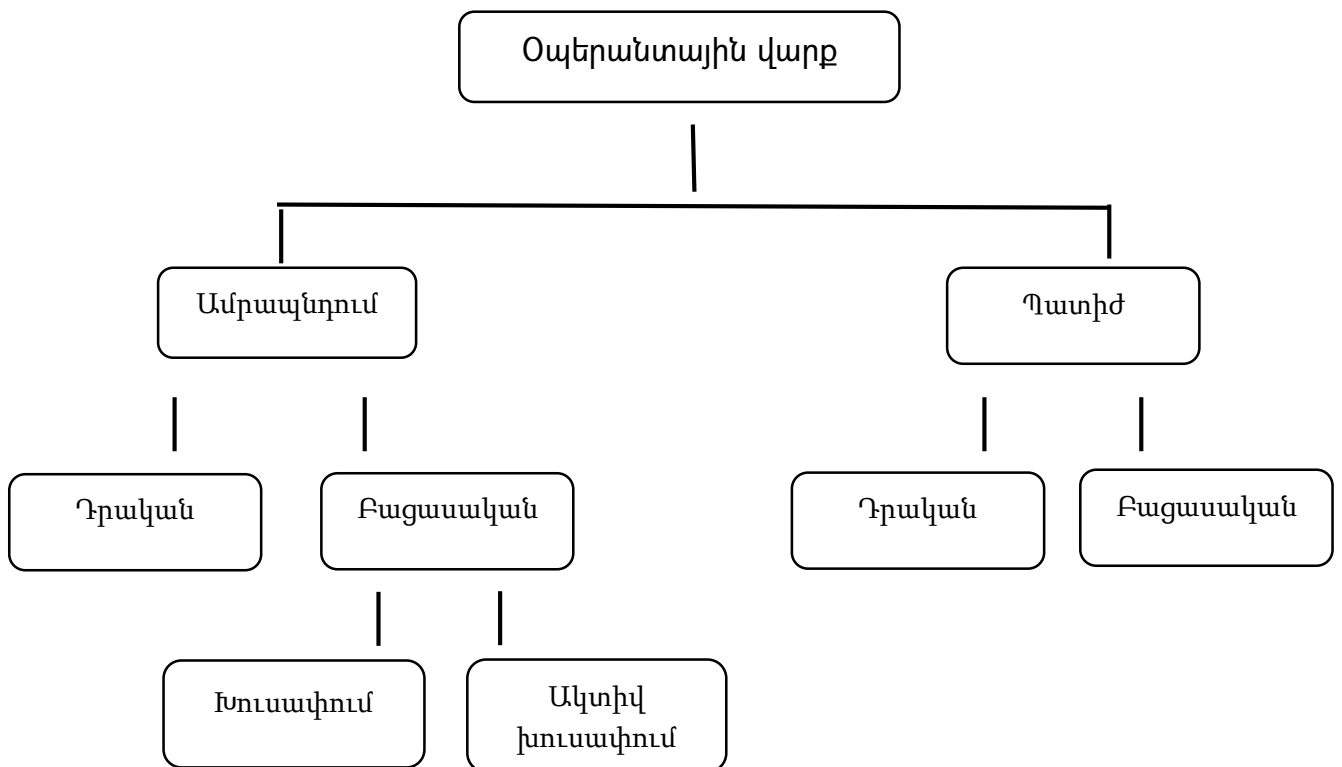 Օպերանտային վարք
Ամրապնդում
Պատիժ
Դրական
Բացասական
Դրական
Բացասական
Խուսափում
Ակտիվ
խուսափում